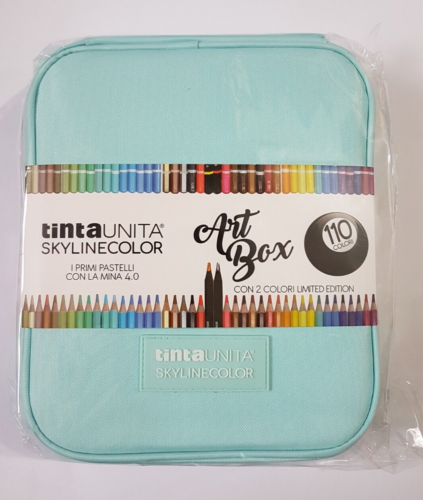 tintaUNITA®
SKYLINECOLOR
I PRIMI PASTELLI
CON LA MINA 4.0
Art
Box
110
COLORI
CON 2 COLORI LIMITED EDITION
tintaUNITA®
SKYLINECOLOR